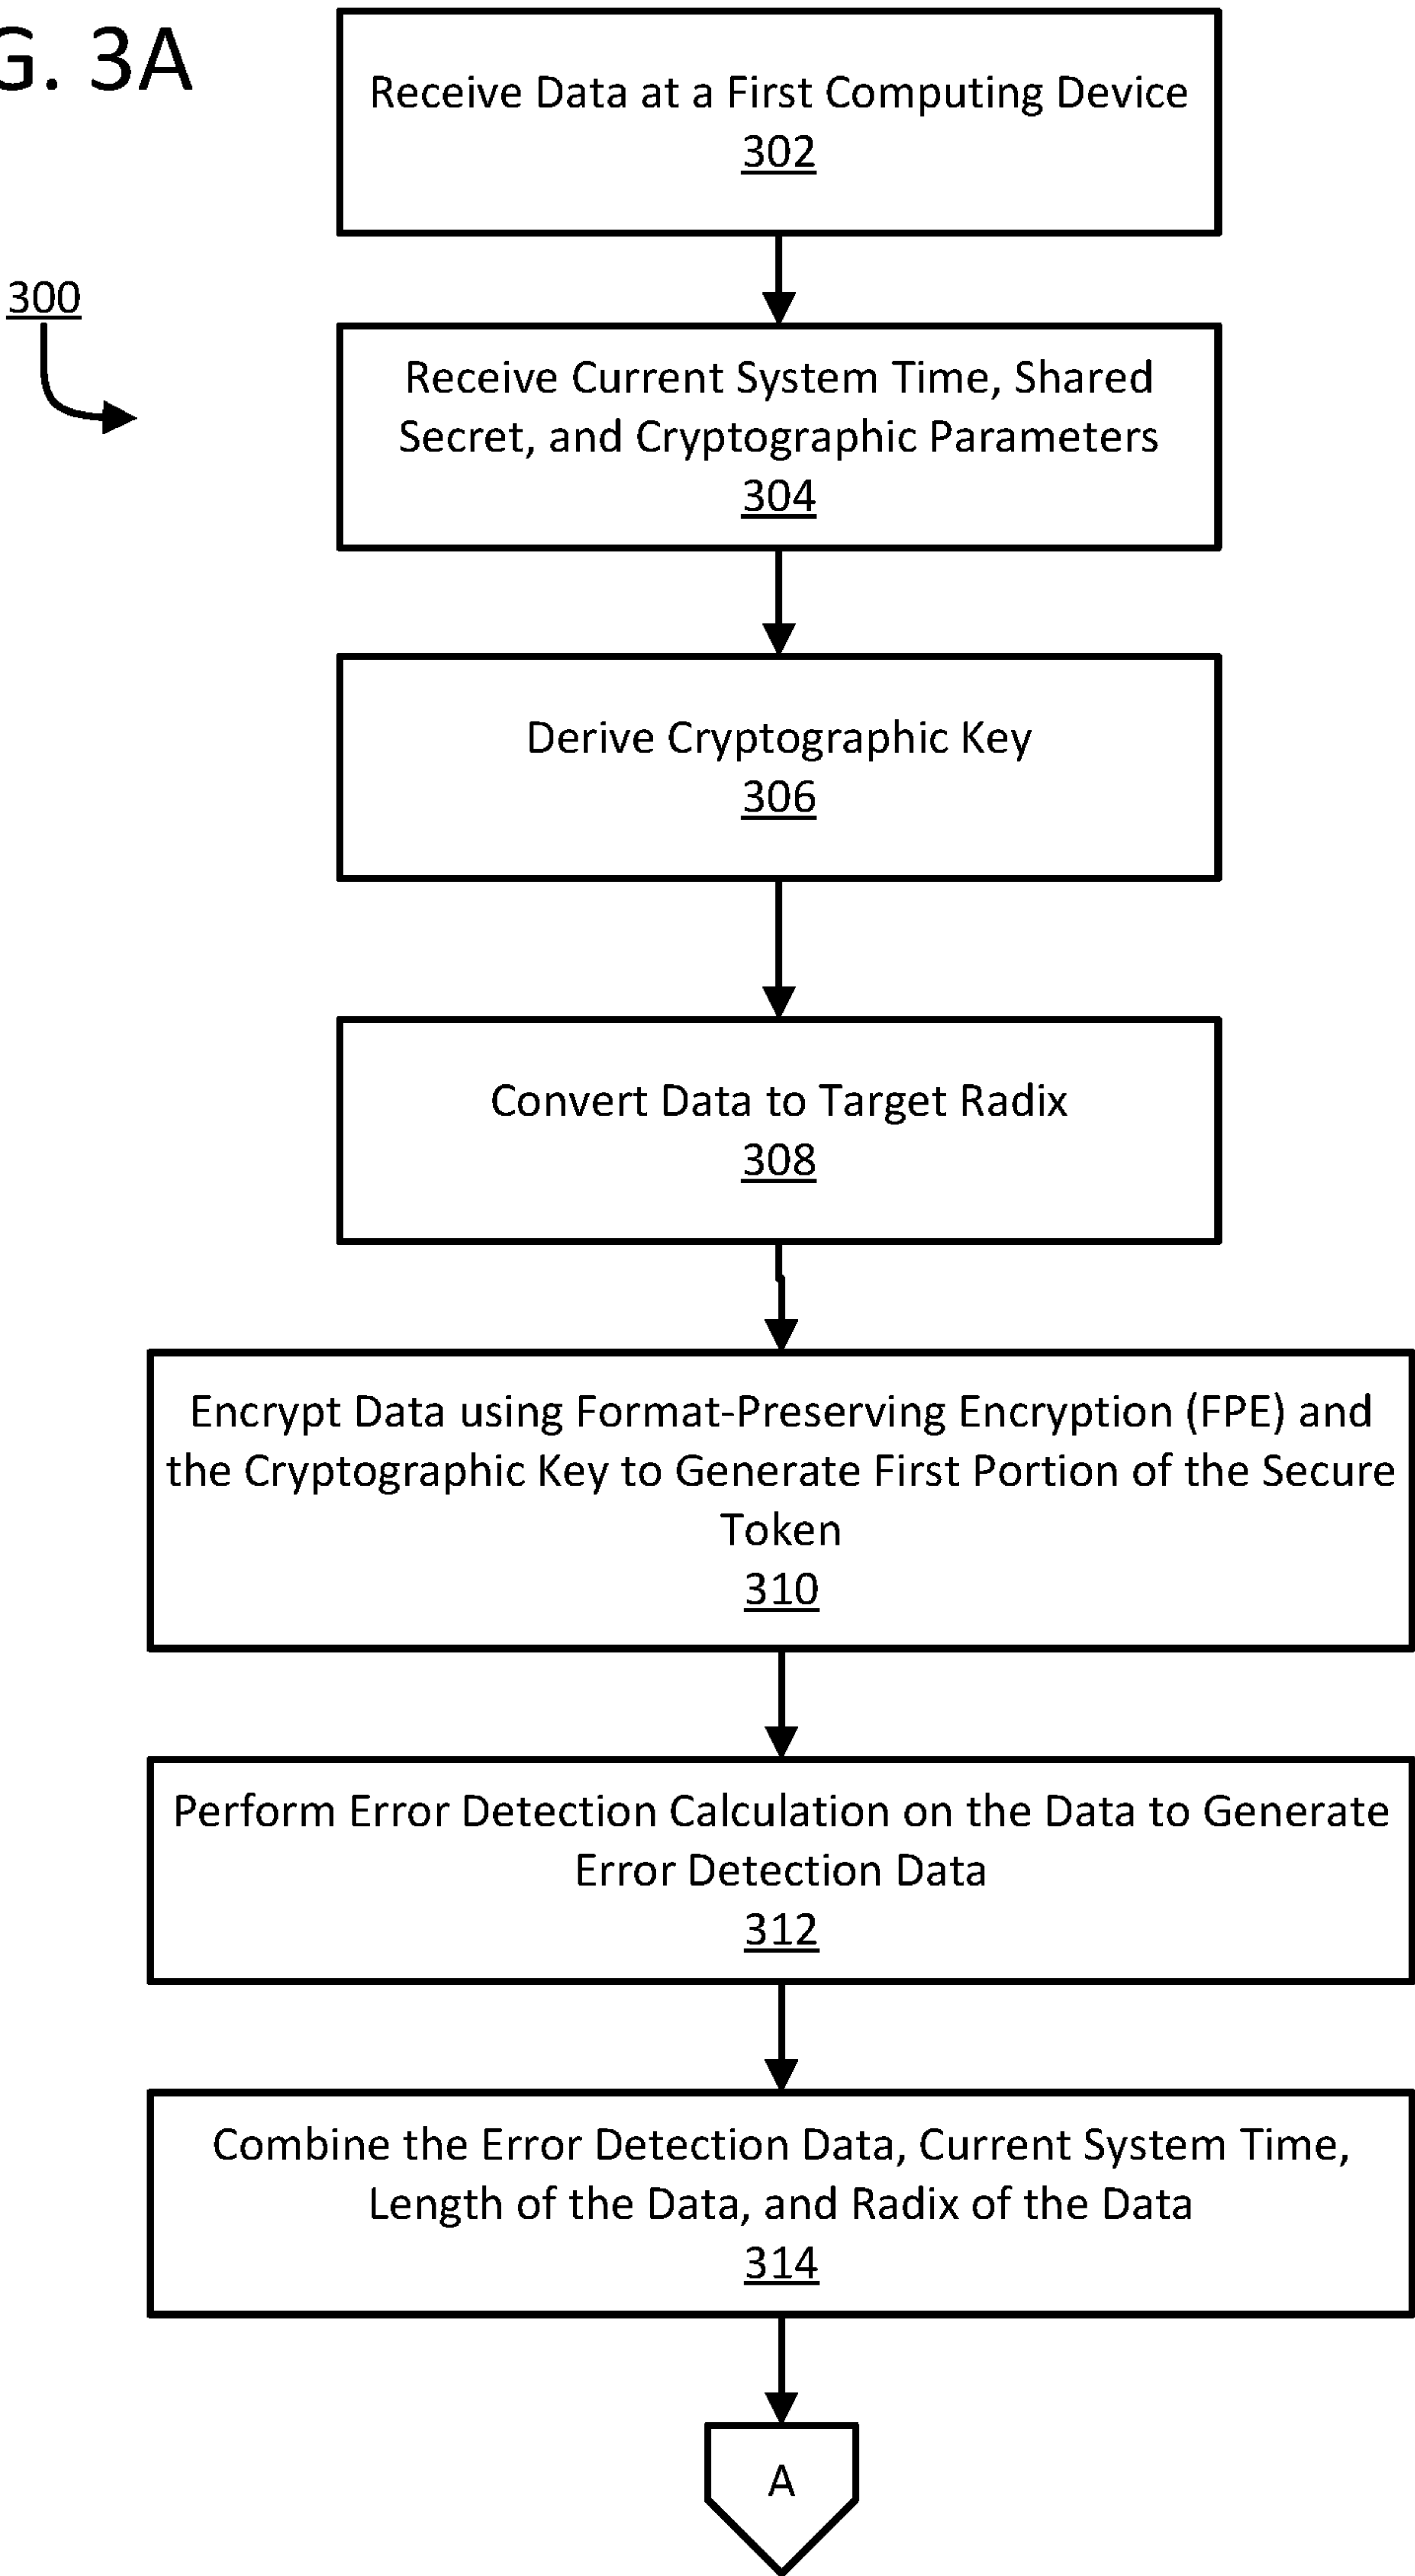 G. 3A
Receive Data at a First Computing Device
302
300
Receive Current System Time, Shared
Secret, and Cryptographic Parameters
304
Derive Cryptographic Key
306
Convert Data to Target Radix
308
Encrypt Data using Format-Preserving Encryption (FPE) and
the Cryptographic Key to Generate First Portion of the Secure
Token
310
Perform Error Detection Calculation on the Data to Generate
Error Detection Data
312
Combine the Error Detection Data, Current System Time,
Length of the Data, and Radix of the Data
314
A